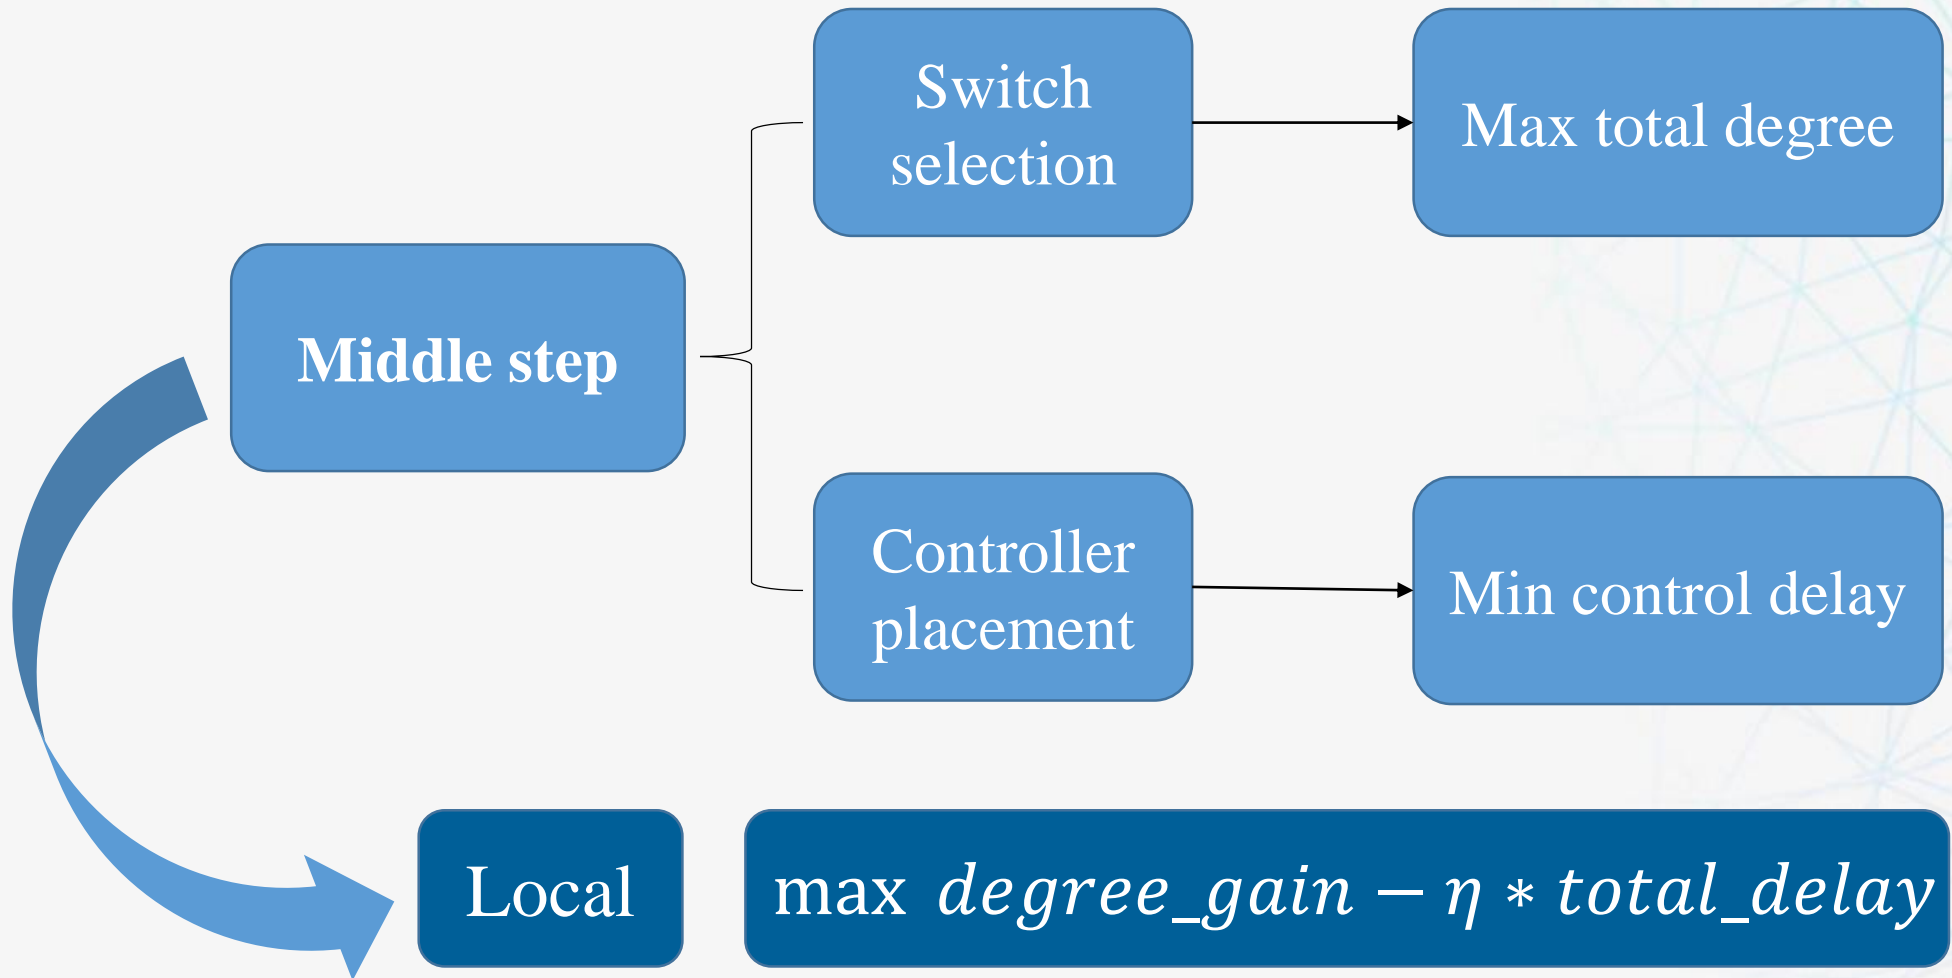 Switch
selection
Max total degree
Middle step
Controller
placement
Min control delay
Local
max degree_gain − η * total_delay